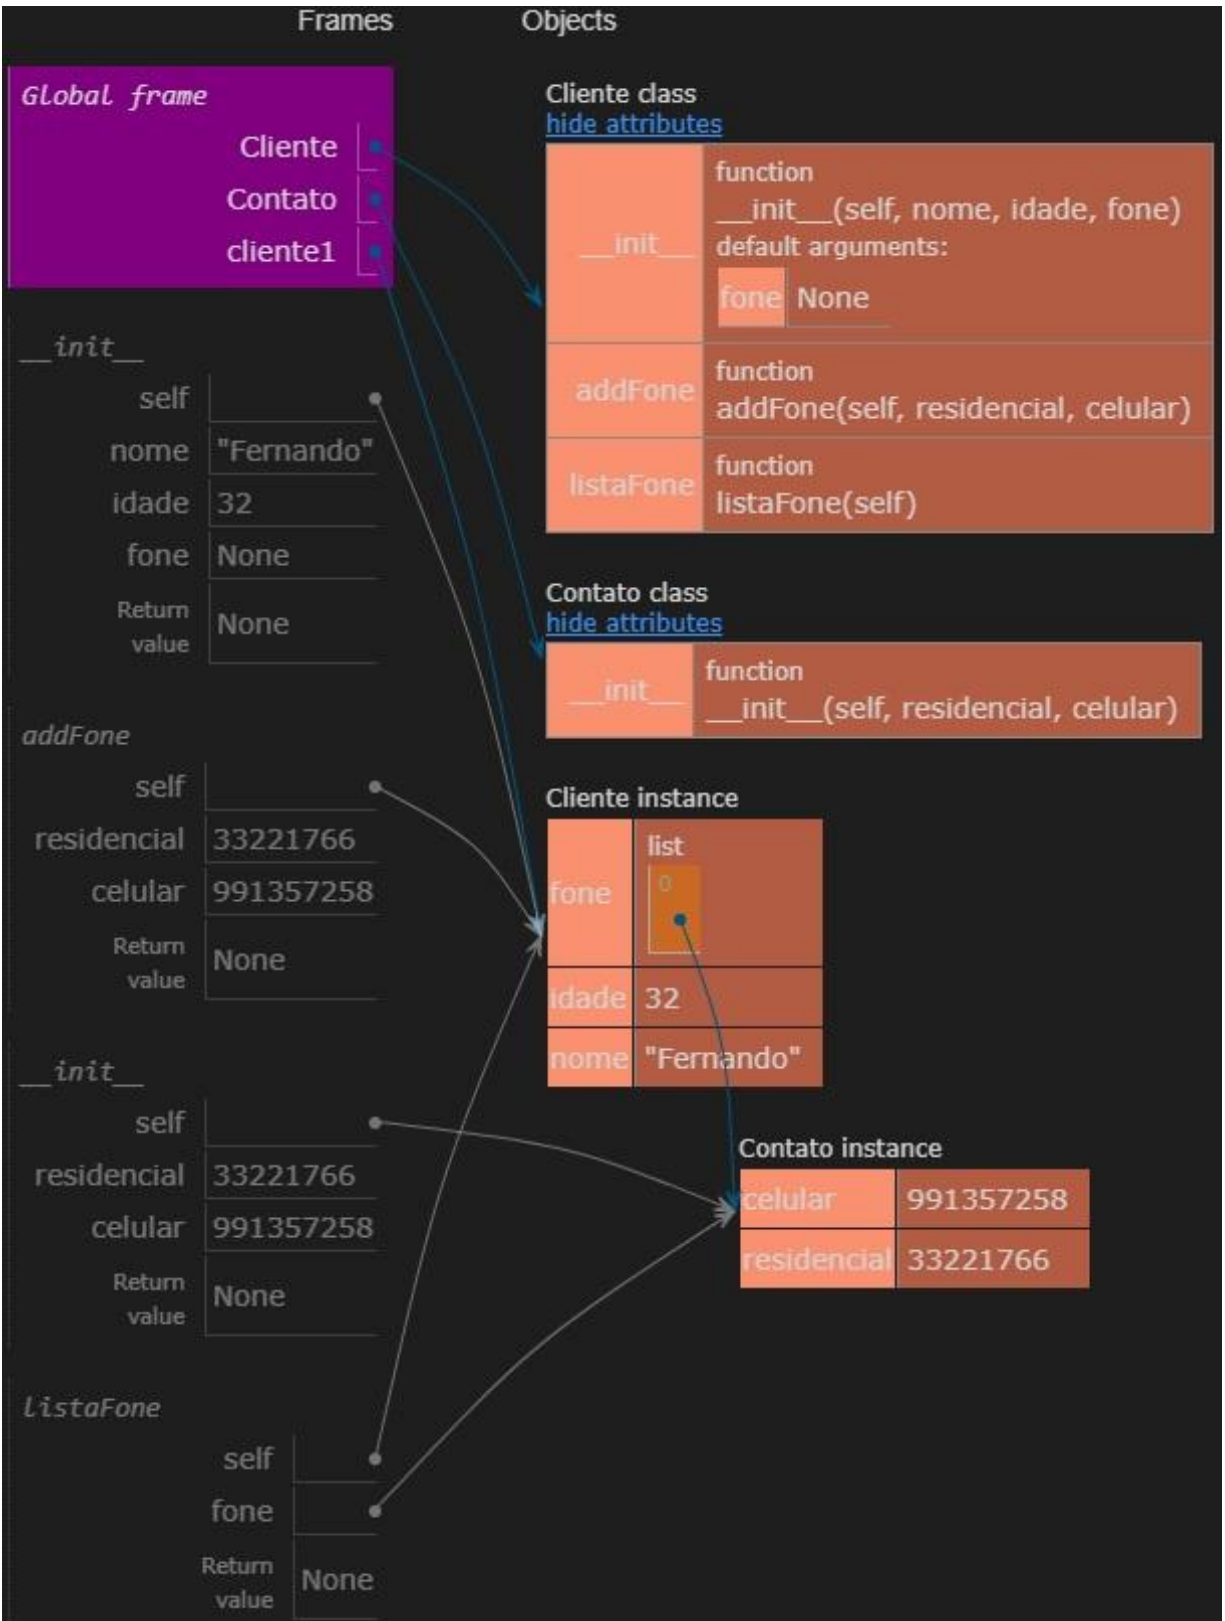 Frames
Objects
Global frame
Cliente
Contato
cliente1
__init__
self
nome "Fernando"
idade 32
fone None
Return
value
None
addFone
self
residencial 33221766
celular 991357258
Return
value
None
__init__
self
residencial 33221766
celular 991357258
Return
value
None
listaFone
self
fone
Return
value
None
Cliente class
hide attributes
__init__
function
__init__(self, nome, idade, fone)
default arguments:
fone None
addFone
function
addFone(self, residencial, celular)
listaFone
function
listaFone(self)
Contato class
hide attributes
__init__
function
__init__(self, residencial, celular)
Cliente instance
fone
list
0
idade 32
nome "Fernando"
Contato instance
celular 991357258
residencial 33221766